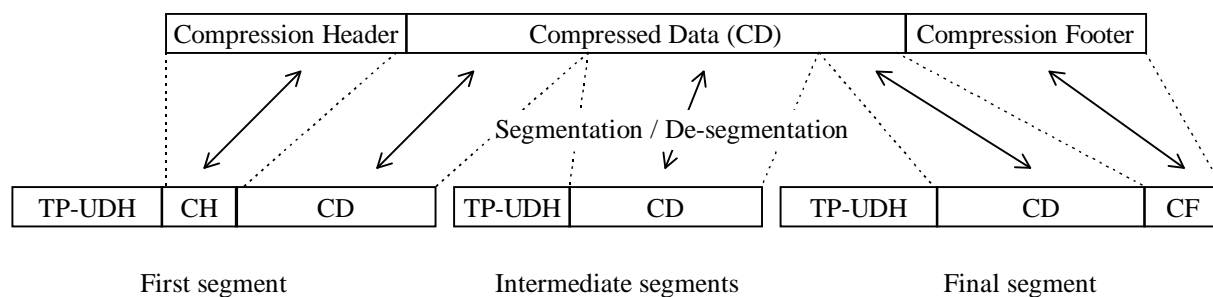 Compression Header Compressed Data (CD) Compression Footer
Segmentation / De-segmentation
TP-UDH CH CD TP-UDH CD TP-UDH CD CF
First segment Intermediate segments Final segment